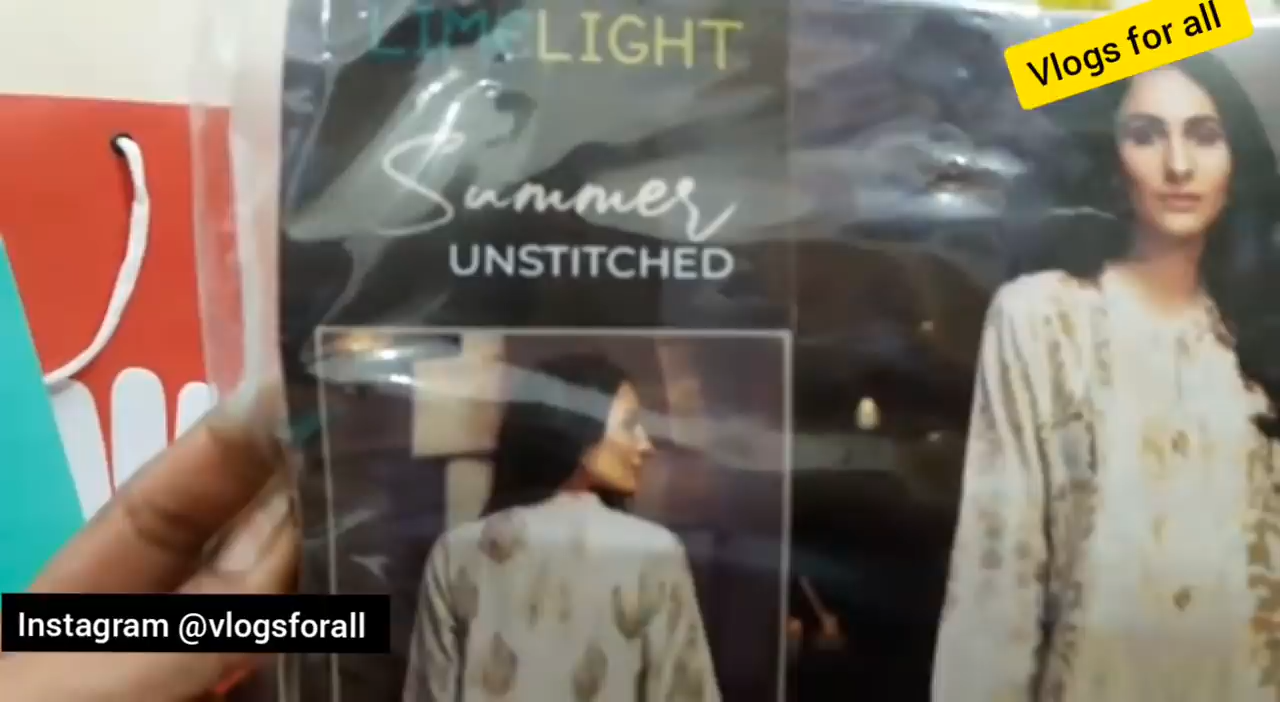 LIMELIGHT
Vlogs for all
Summer
UNSTITCHED
Instagram @vlogsforall